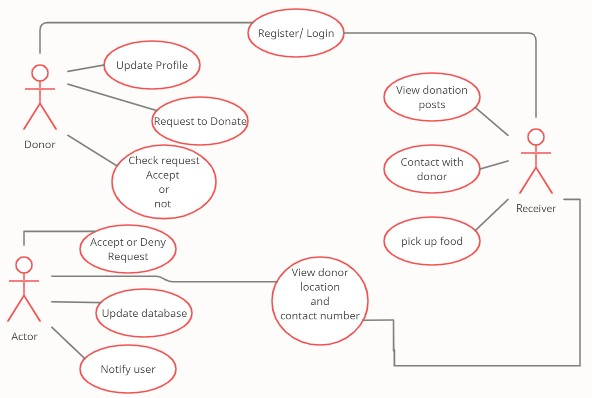 Register/ Login
Update Profile
View donation
posts
Request to Donate
Donor
Check request
Accept
or
not
Contact with
donor
Receiver
Accept or Deny
Request
pick up food
View donor
location
and
contact number
Update database
Actor
Notify user